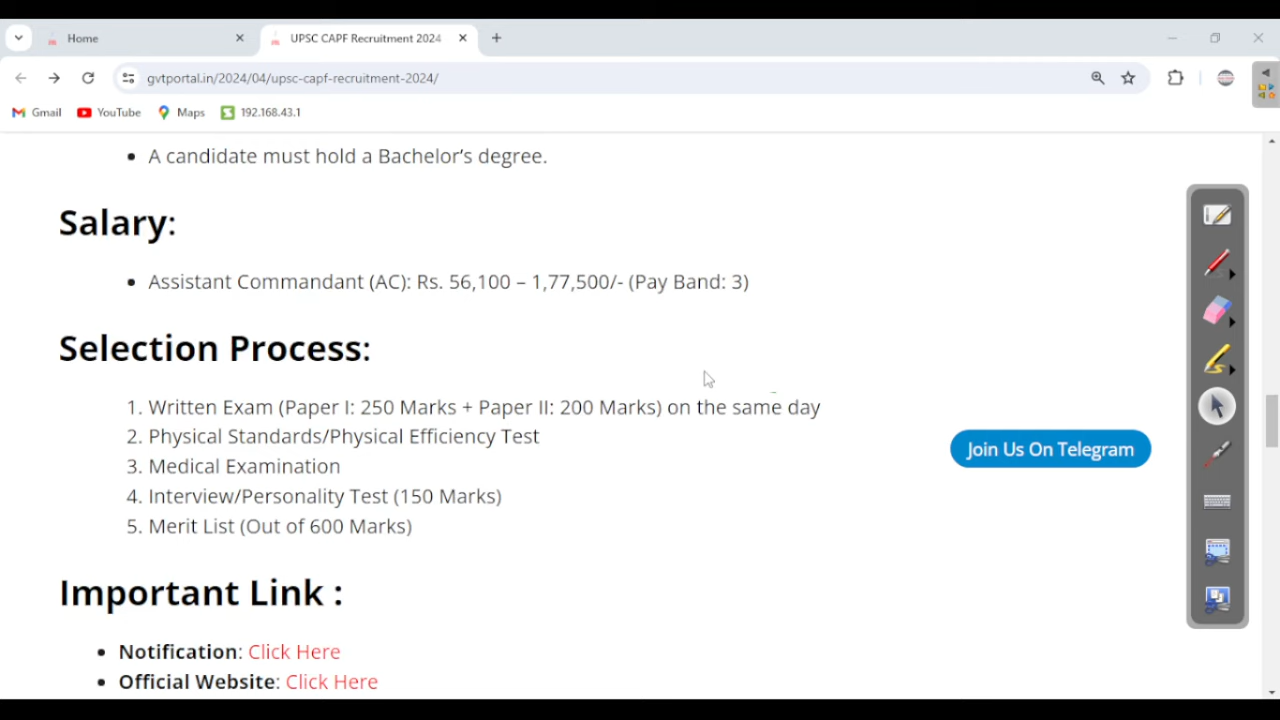 Home
UPSC CAPF Recruitment 2024
gvtportal.in/2024/04/upsc-capf-recruitment-2024/
Gmail YouTube Maps 192.168.43.1
• A candidate must hold a Bachelor's degree.
Salary:
• Assistant Commandant (AC): Rs. 56,100 – 1,77,500/- (Pay Band: 3)
Selection Process:
1. Written Exam (Paper I: 250 Marks + Paper II: 200 Marks) on the same day
2. Physical Standards/Physical Efficiency Test
3. Medical Examination
4. Interview/Personality Test (150 Marks)
5. Merit List (Out of 600 Marks)
Join Us On Telegram
Important Link :
• Notification: Click Here
• Official Website: Click Here